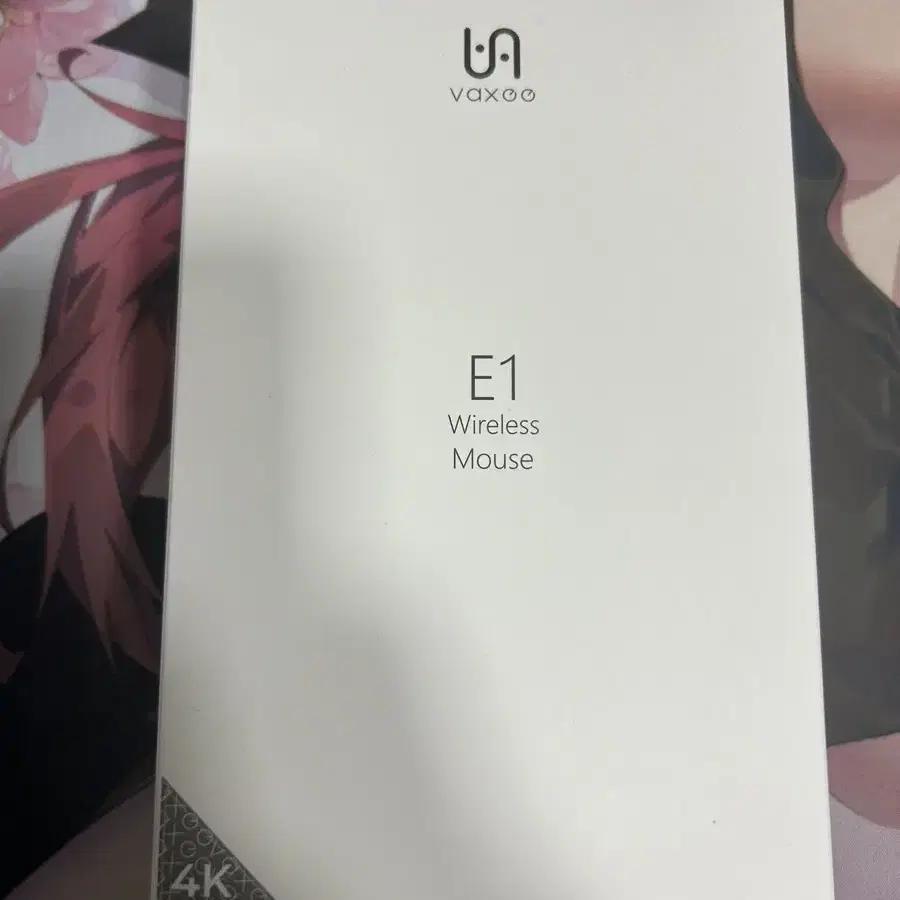 vaxee
E1
Wireless
Mouse
4K